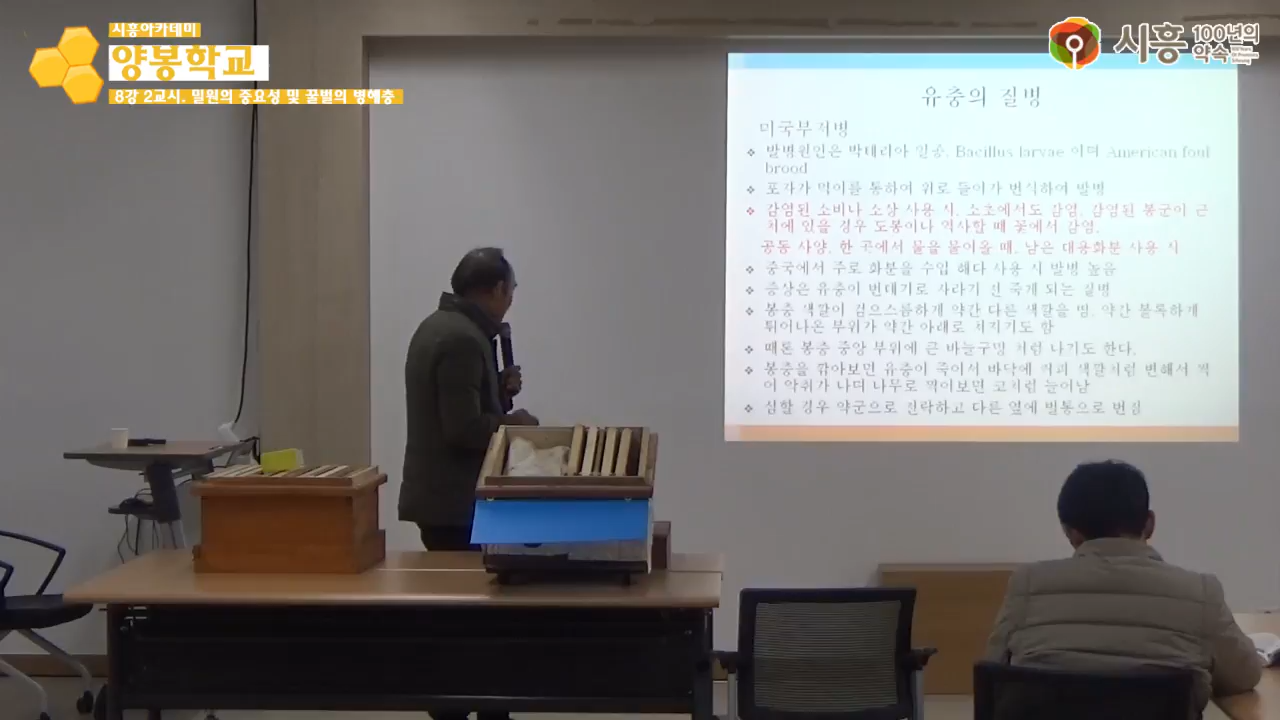 시흥아카데미
양봉학교
8강 2교시. 밀원의 중요성 및 꿀벌의 병해충
시흥 100년의 약속
유충의 질병
미국부저병
❖ 발병원인은 박테리아 일종, Bacillus larvae 이며 American foul
brood
❖ 포자가 먹이를 통하여 위로 들어가 번식하여 발병
❖ 감염된 소비나 소상 사용 시, 소초에서도 감염, 감염된 봉군이 근
처에 있을 경우 도봉이나 역사할 때 꽃에서 감염,
공동 사양, 한 곳에서 물을 물어올 때, 남은 대용화분 사용 시
❖ 중국에서 주로 화분을 수입 해다 사용 시 발병 높음
❖ 증상은 유충이 번데기로 사라기 전 죽게 되는 질병
❖ 봉충 색깔이 검으스름하게 약간 다른 색깔을 띰, 약간 볼록하게
튀어나온 부위가 약간 아래로 처지기도 함
❖ 때론 봉충 중앙 부위에 큰 바늘구멍 처럼 나기도 한다.
❖ 봉충을 깎아보면 유충이 죽어서 바닥에 커피 색깔처럼 변해서 썩
어 악취가 나며 나무로 찍어보면 코처럼 늘어남
❖ 심할 경우 약군으로 전락하고 다른 옆에 벌통으로 번짐